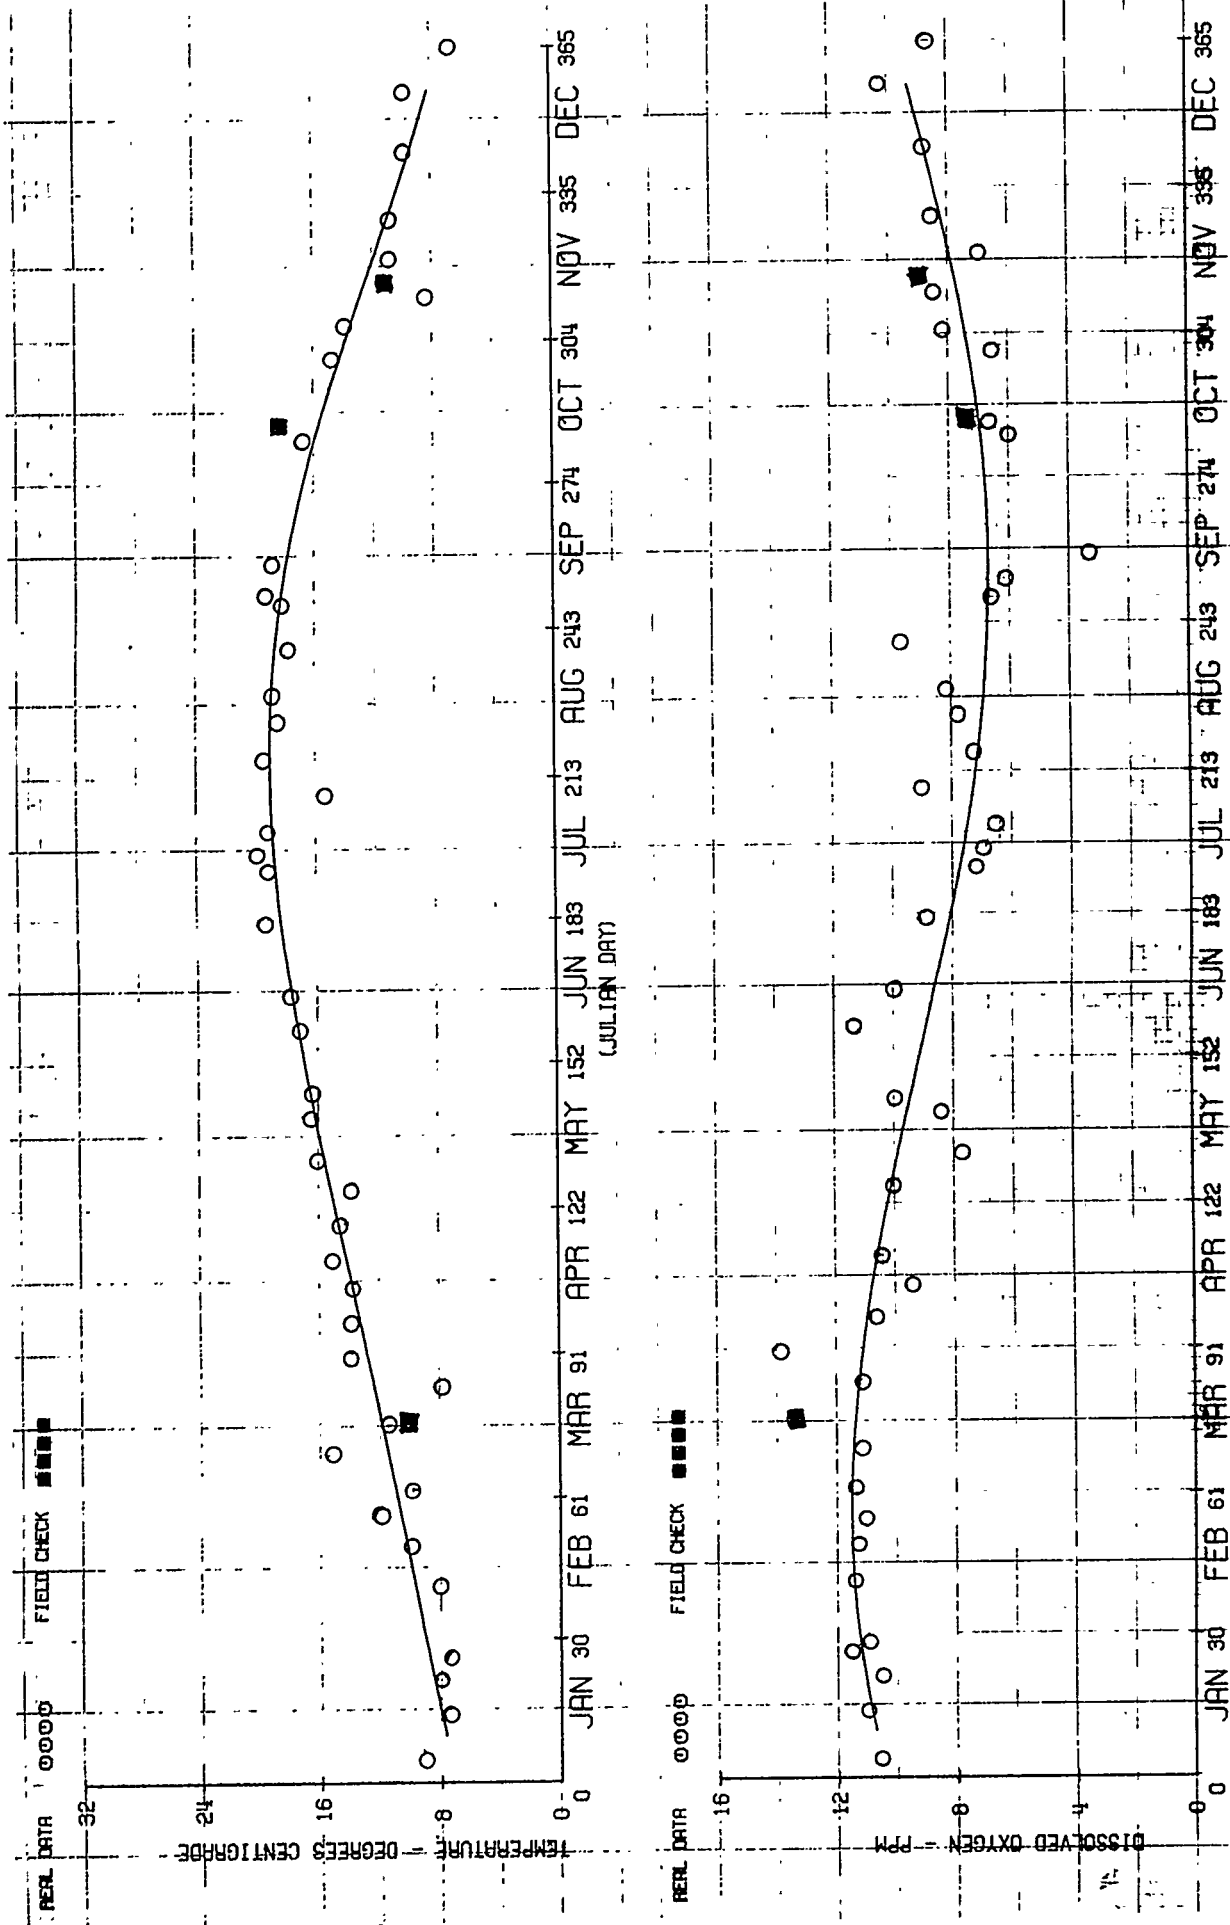 REAL DATA FIELD CHECK
TEMPERATURE - DEGREES CENTIGRADE
32
24
16
8
0
0 JAN 30 FEB 61 MAR 91 APR 122 MAY 152 JUN 183 JUL 213 AUG 243 SEP 274 OCT 304 NOV 335 DEC 365
(JULIAN DAY)
REAL DATA FIELD CHECK
DISSOLVED OXYGEN - PPM
16
12
8
4
0
0 JAN 30 FEB 61 MAR 91 APR 122 MAY 152 JUN 183 JUL 213 AUG 243 SEP 274 OCT 304 NOV 335 DEC 365